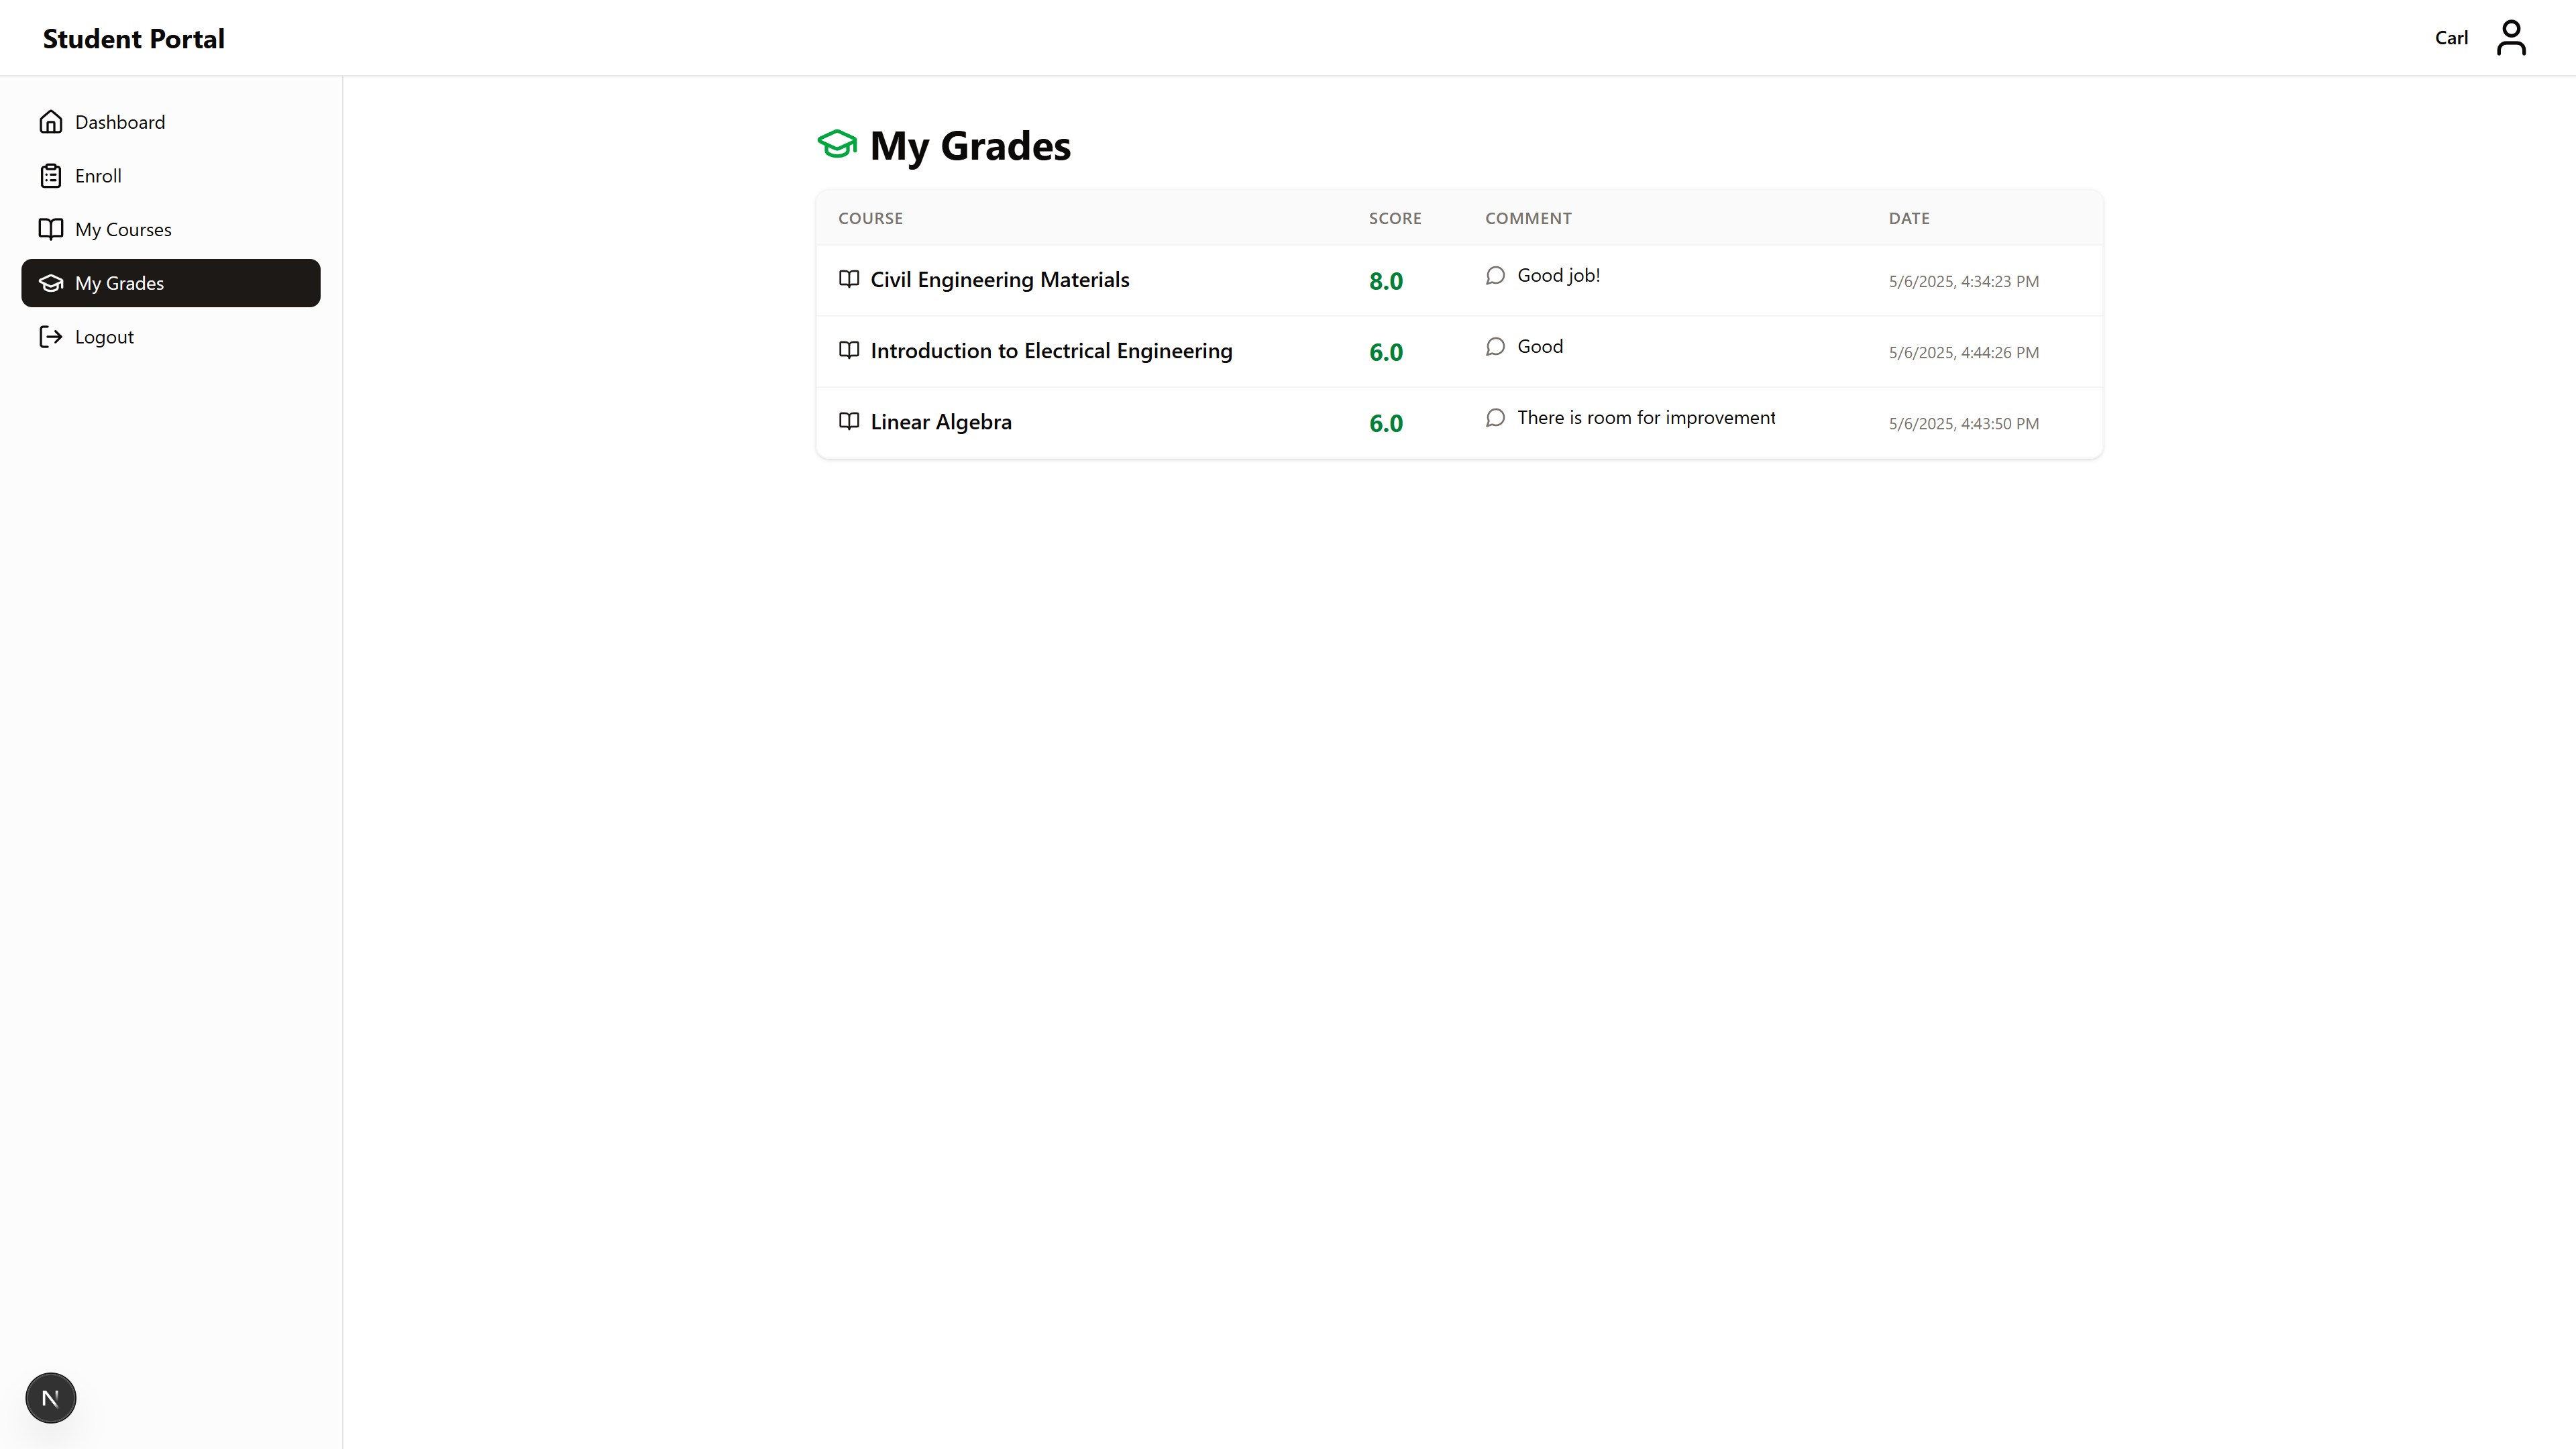 Student Portal
Carl
Dashboard
Enroll
My Courses
My Grades
Logout
My Grades
COURSE SCORE COMMENT DATE
Civil Engineering Materials 8.0 Good job! 5/6/2025, 4:34:23 PM
Introduction to Electrical Engineering 6.0 Good 5/6/2025, 4:44:26 PM
Linear Algebra 6.0 There is room for improvement 5/6/2025, 4:43:50 PM
N